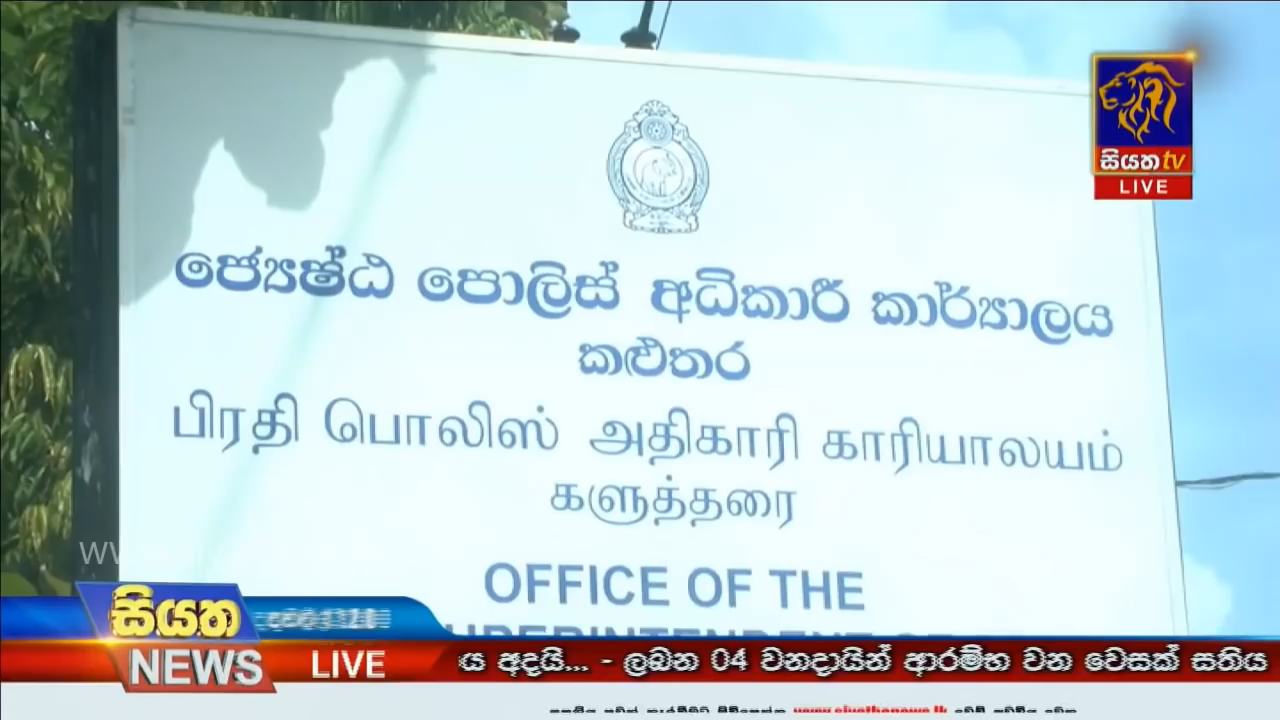 සියත tv
LIVE
ජ්‍යෙෂ්ඨ පොලිස් අධිකාරී කාර්යාලය
කළුතර
பிரதி பொலிஸ் அதிகாரி காரியாலயம்
களுத்தரை
OFFICE OF THE
සියත
NEWS
LIVE
ය අදයි... - ලබන 04 වනදායින් ආරම්භ වන වෙසක් සතිය